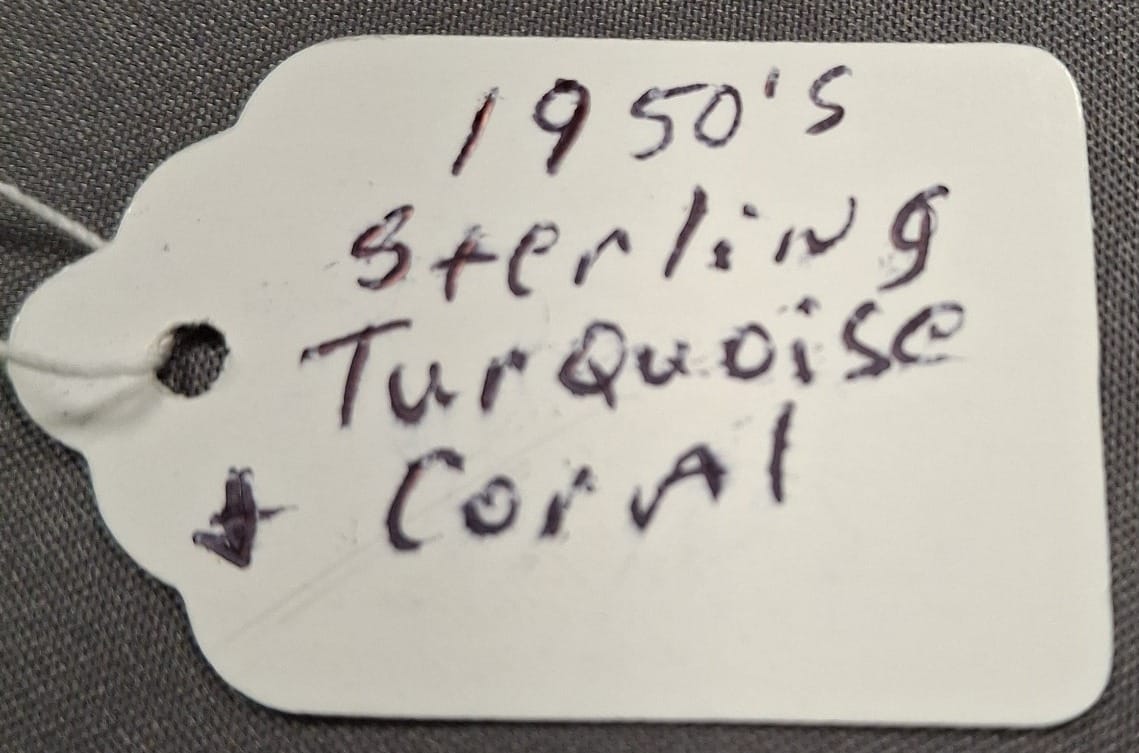 1950's
Sterling
Turquoise
+ Coral